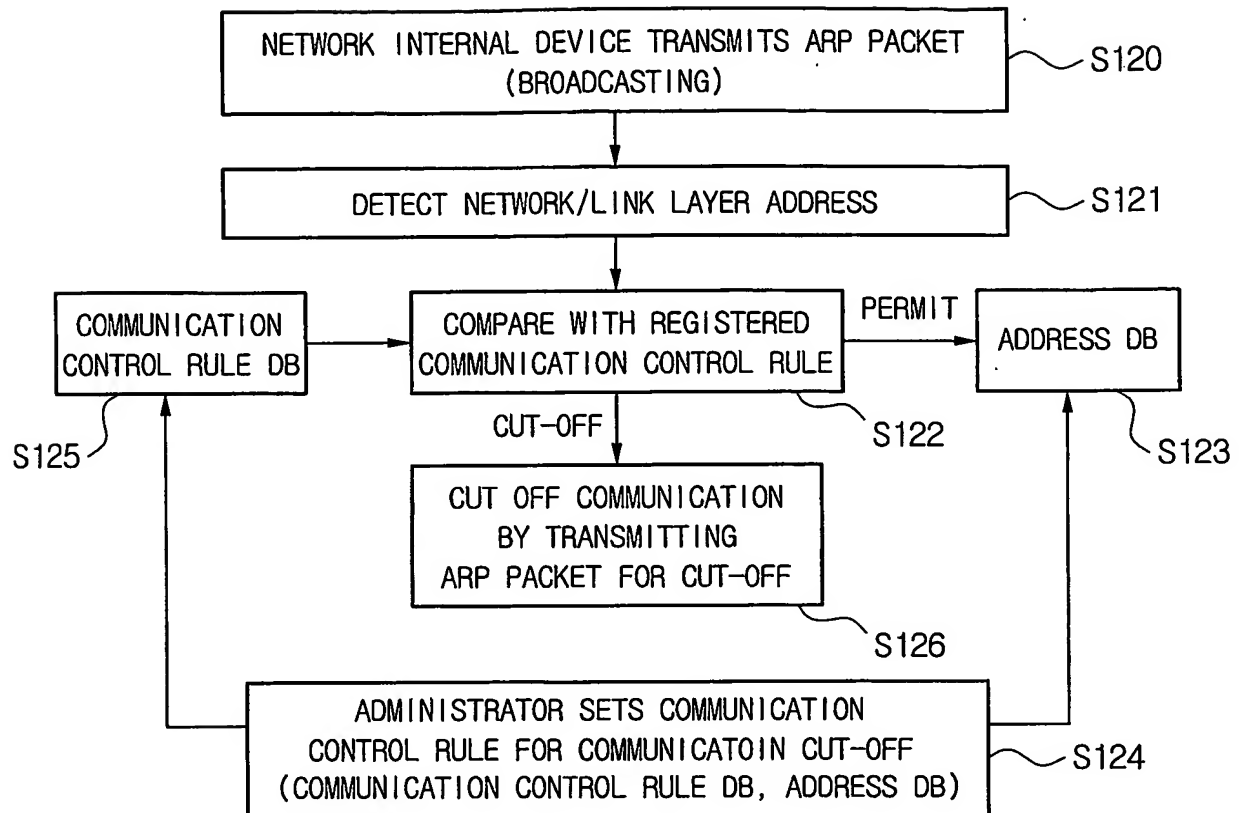 NETWORK INTERNAL DEVICE TRANSMITS ARP PACKET
(BROADCASTING)
S120
DETECT NETWORK/LINK LAYER ADDRESS
S121
COMMUNICATION
CONTROL RULE DB
S125
COMPARE WITH REGISTERED
COMMUNICATION CONTROL RULE
S122
PERMIT
ADDRESS DB
S123
CUT-OFF
CUT OFF COMMUNICATION
BY TRANSMITTING
ARP PACKET FOR CUT-OFF
S126
ADMINISTRATOR SETS COMMUNICATION
CONTROL RULE FOR COMMUNICATOIN CUT-OFF
(COMMUNICATION CONTROL RULE DB, ADDRESS DB)
S124